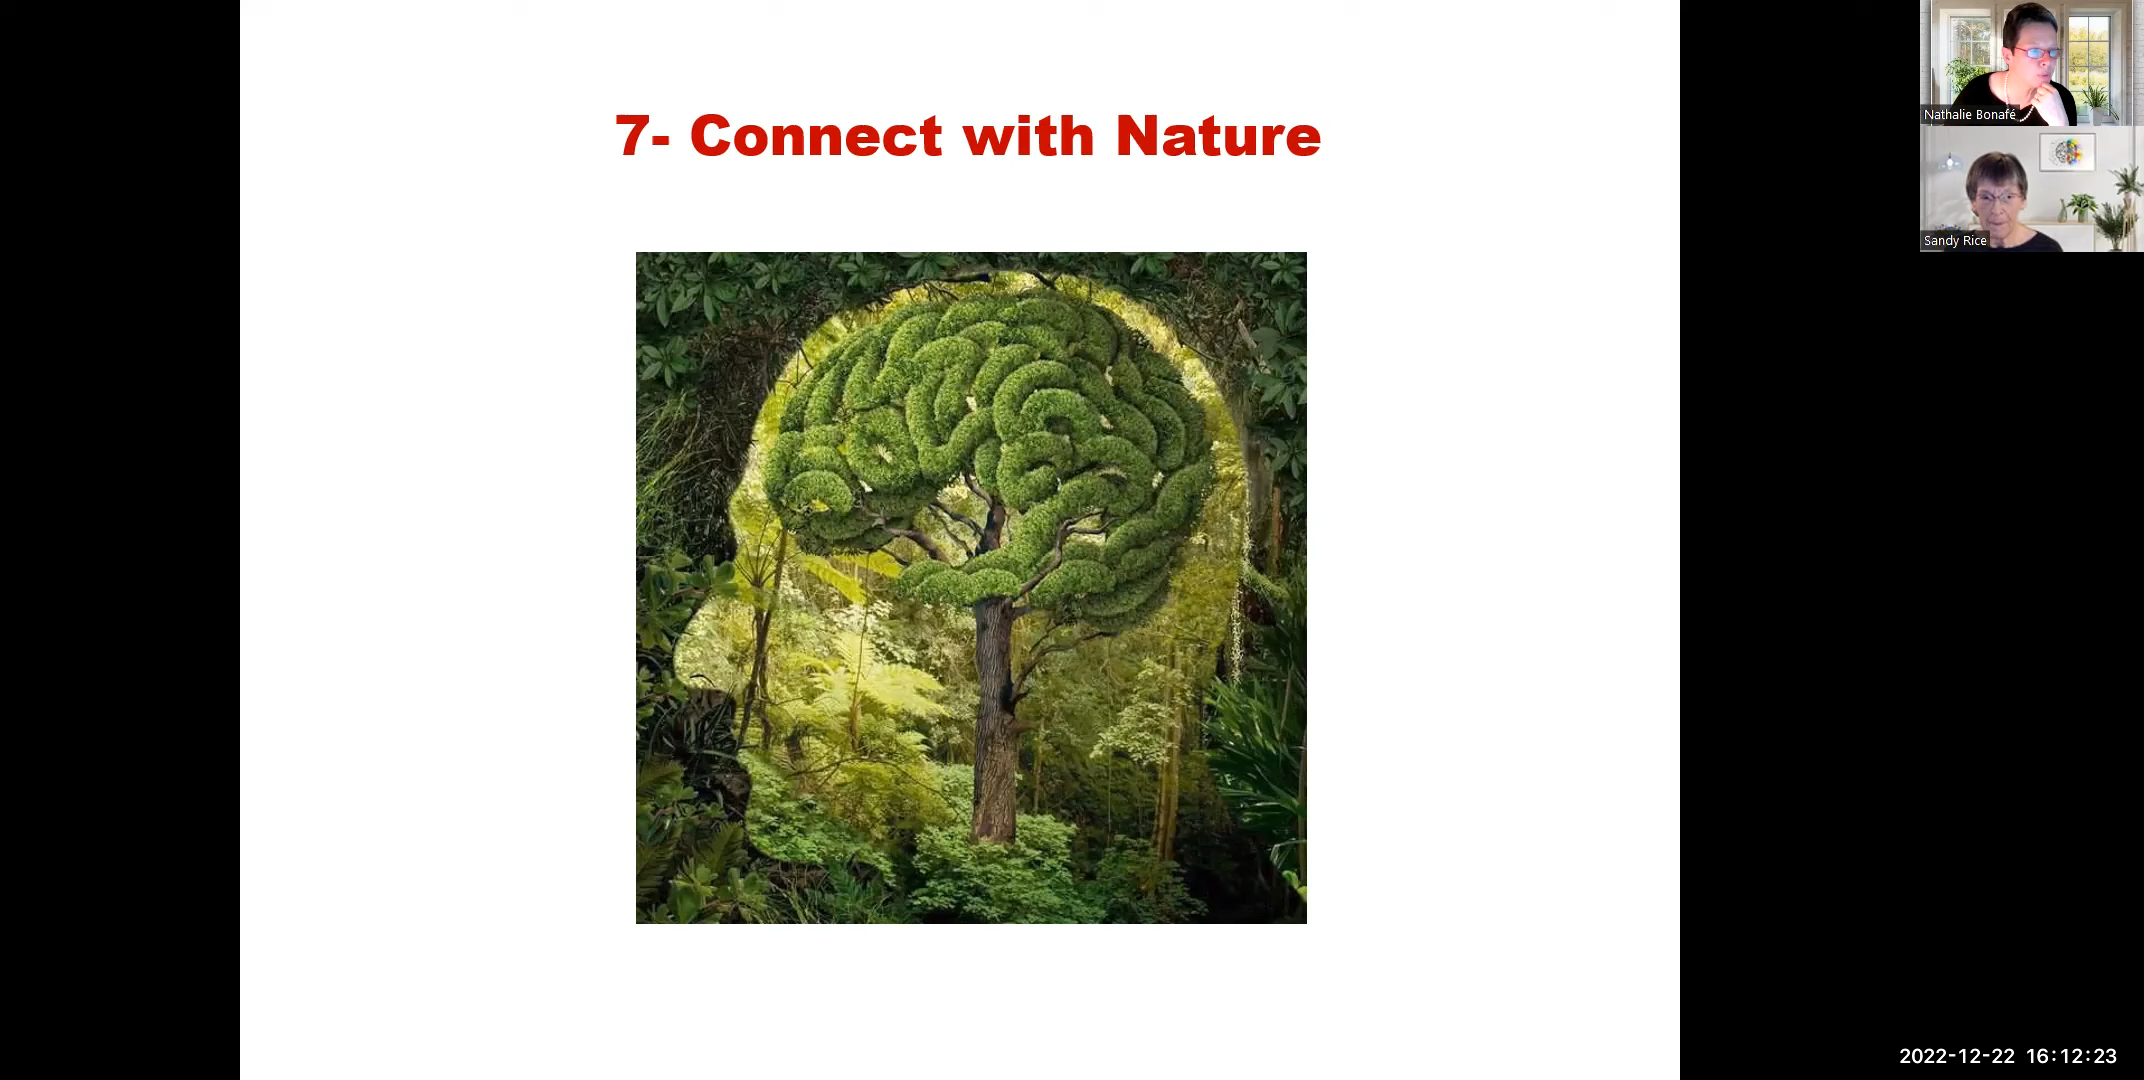 7- Connect with Nature
Nathalie Bonafé
Sandy Rice
2022-12-22 16:12:23